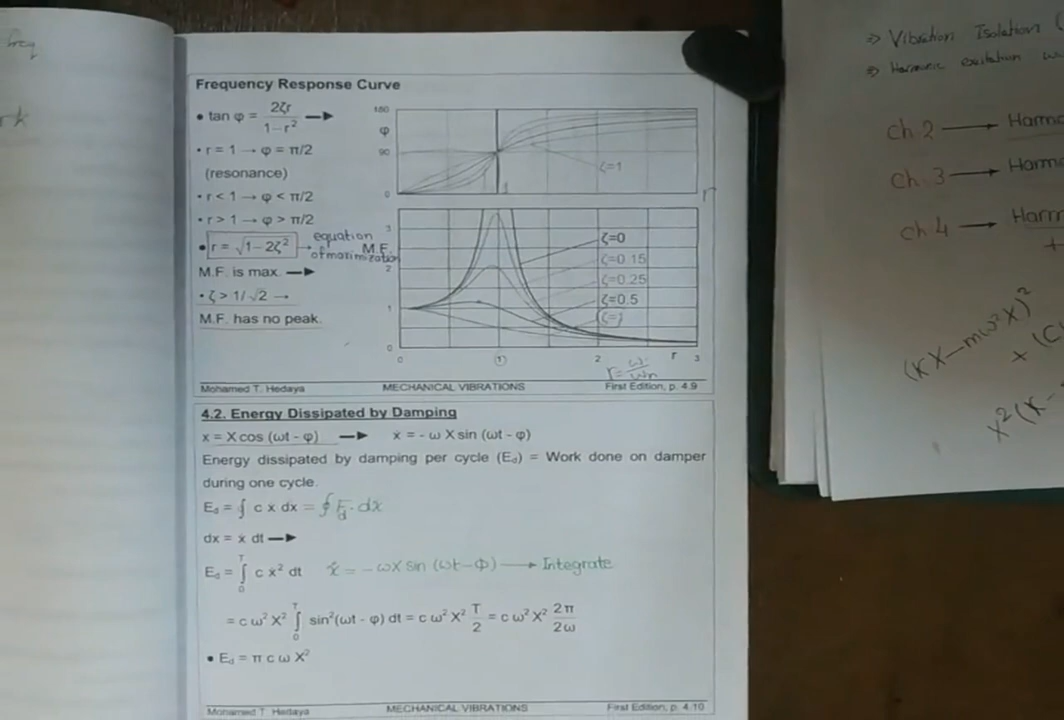 freq
rk
Frequency Response Curve
• tan φ = 2ζr / 1 - r²
• r = 1 → φ = π/2
(resonance)
• r < 1 → φ < π/2
• r > 1 → φ > π/2
• r = √1 - 2ζ² → equation of maximization
M.F. is max.
• ζ > 1/√2 →
M.F. has no peak.
180
φ
90
0
ζ=1
1
r
M.F.
3
2
1
0
ζ=0
ζ=0.15
ζ=0.25
ζ=0.5
ζ=1
0 1 2 r 3
r = ω/ωn
Mohamed T. Hedaya MECHANICAL VIBRATIONS First Edition, p. 4.9
4.2. Energy Dissipated by Damping
x = X cos (ωt - φ) → ẋ = - ω X sin (ωt - φ)
Energy dissipated by damping per cycle (Ed) = Work done on damper
during one cycle.
Ed = ∮ c ẋ dx = ∮ Fd · dx
dx = ẋ dt
Ed = ∫₀ᵀ c ẋ² dt ẋ = - ωX sin (ωt - φ) → Integrate
= c ω² X² ∫₀ᵀ sin²(ωt - φ) dt = c ω² X² T/2 = c ω² X² 2π/2ω
• Ed = π c ω X²
Mohamed T. Hedaya MECHANICAL VIBRATIONS First Edition, p. 4.10
⇒ Vibration Isolation (
⇒ Harmonic excitation
Ch 2 → Harmo
Ch. 3 → Harmo
Ch. 4 → Harm
+
(KX - mω²X)²
+ (C
X²(K -